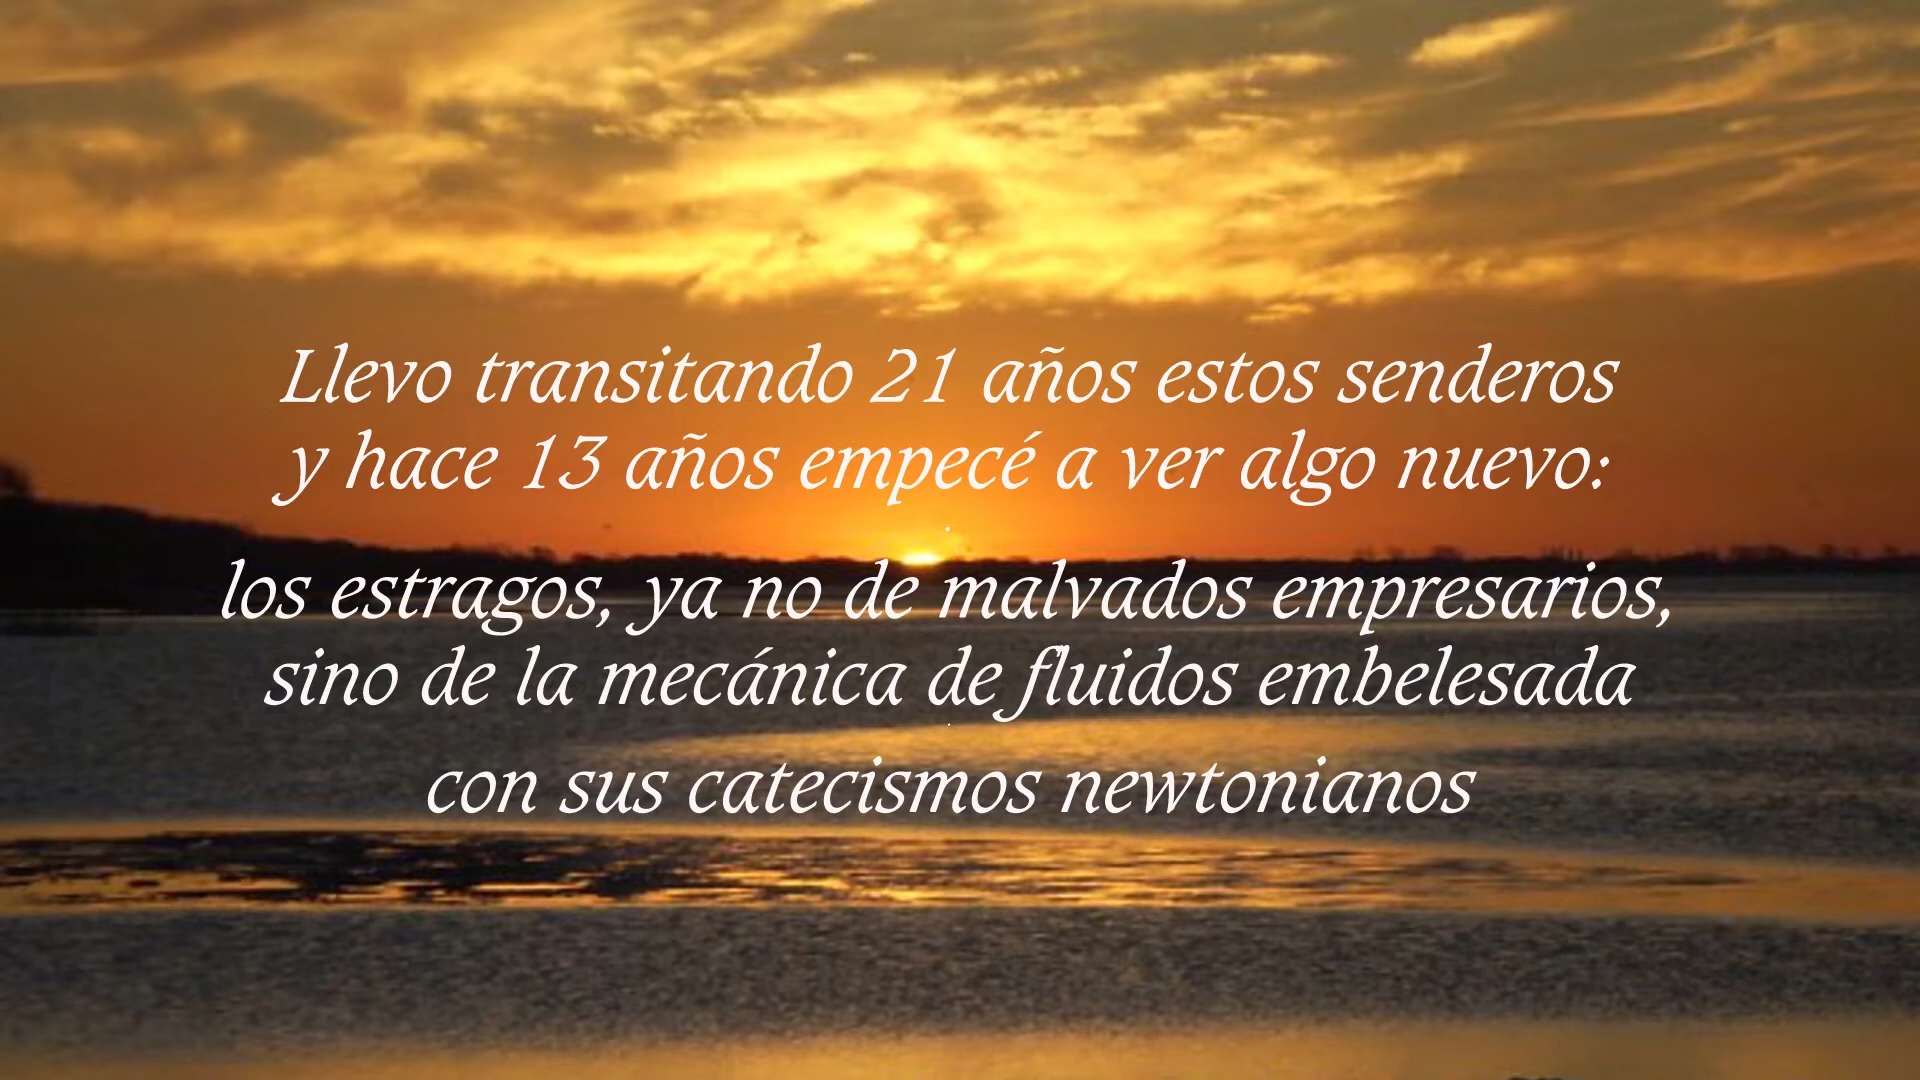 Llevo transitando 21 años estos senderos
y hace 13 años empecé a ver algo nuevo:
.
los estragos, ya no de malvados empresarios,
sino de la mecánica de fluidos embelesada
.
con sus catecismos newtonianos